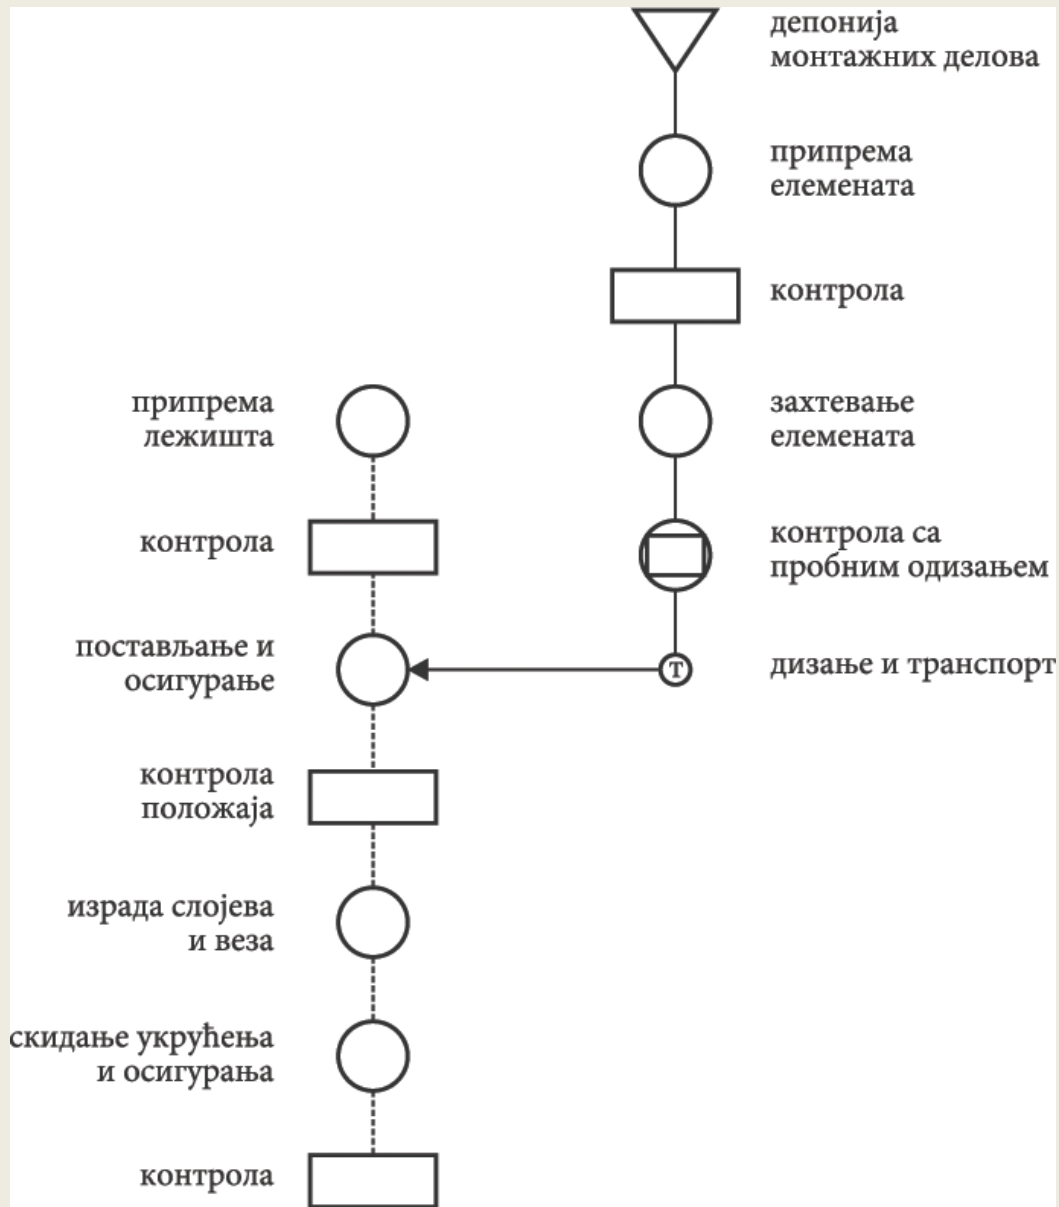 депонија
монтажних делова
припрема
елемената
контрола
захтевање
елемената
контрола са
пробним одизањем
Т
дизање и транспорт
припрема
лежишта
контрола
постављање и
осигурање
контрола
положаја
израда слојева
и веза
скидање укрућења
и осигурања
контрола